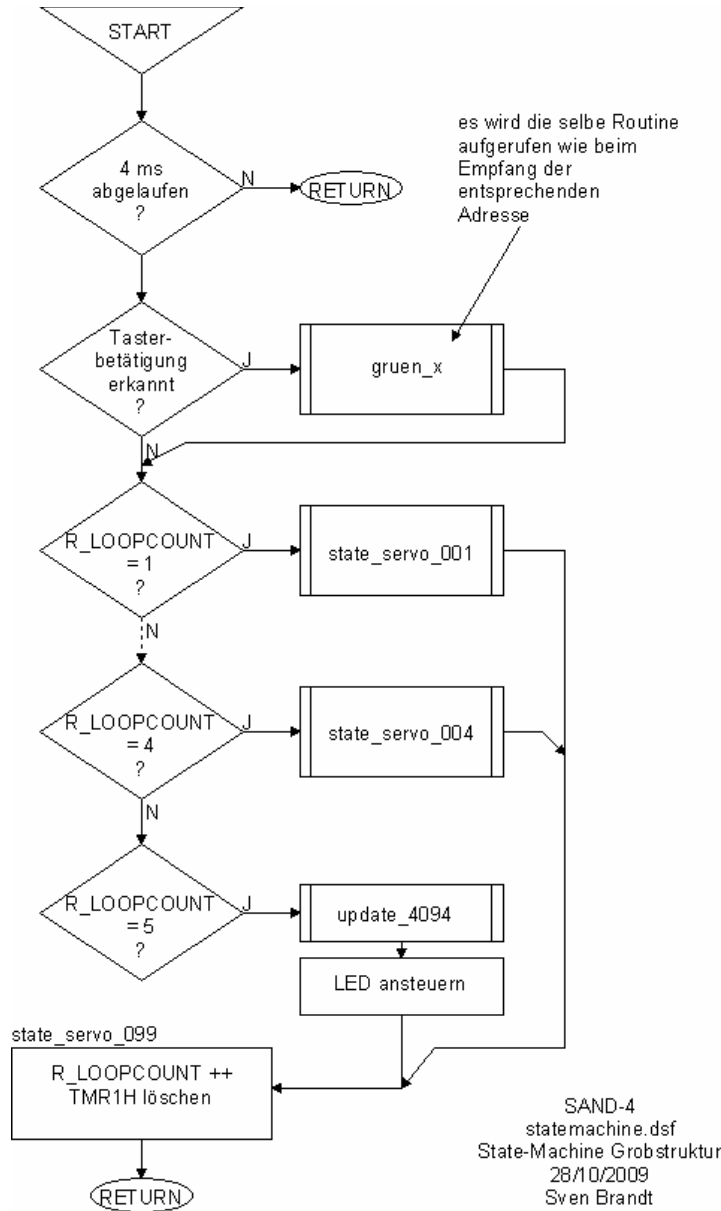 START
es wird die selbe Routine
aufgerufen wie beim
Empfang der
entsprechenden
Adresse
4 ms
abgelaufen
?
N
RETURN
Taster-
betätigung
erkannt
?
J
gruen_x
N
R_LOOPCOUNT
= 1
?
J
state_servo_001
N
R_LOOPCOUNT
= 4
?
J
state_servo_004
N
R_LOOPCOUNT
= 5
?
J
update_4094
LED ansteuern
state_servo_099
R_LOOPCOUNT ++
TMR1H löschen
RETURN
SAND-4
statemachine.dsf
State-Machine Grobstruktur
28/10/2009
Sven Brandt